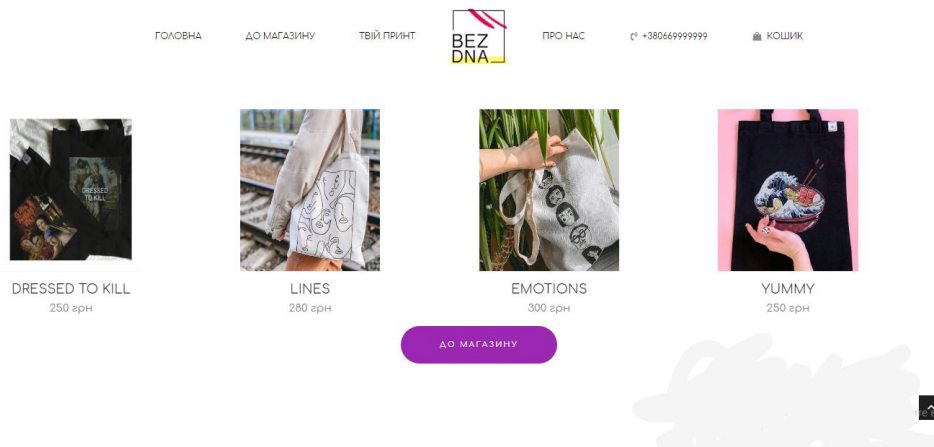 ГОЛОВНА ДО МАГАЗИНУ ТВІЙ ПРИНТ BEZ DNA ПРО НАС +380669999999 КОШИК
DRESSED
TO KILL
DRESSED TO KILL LINES EMOTIONS YUMMY
250 грн 280 грн 300 грн 250 грн
ДО МАГАЗИНУ